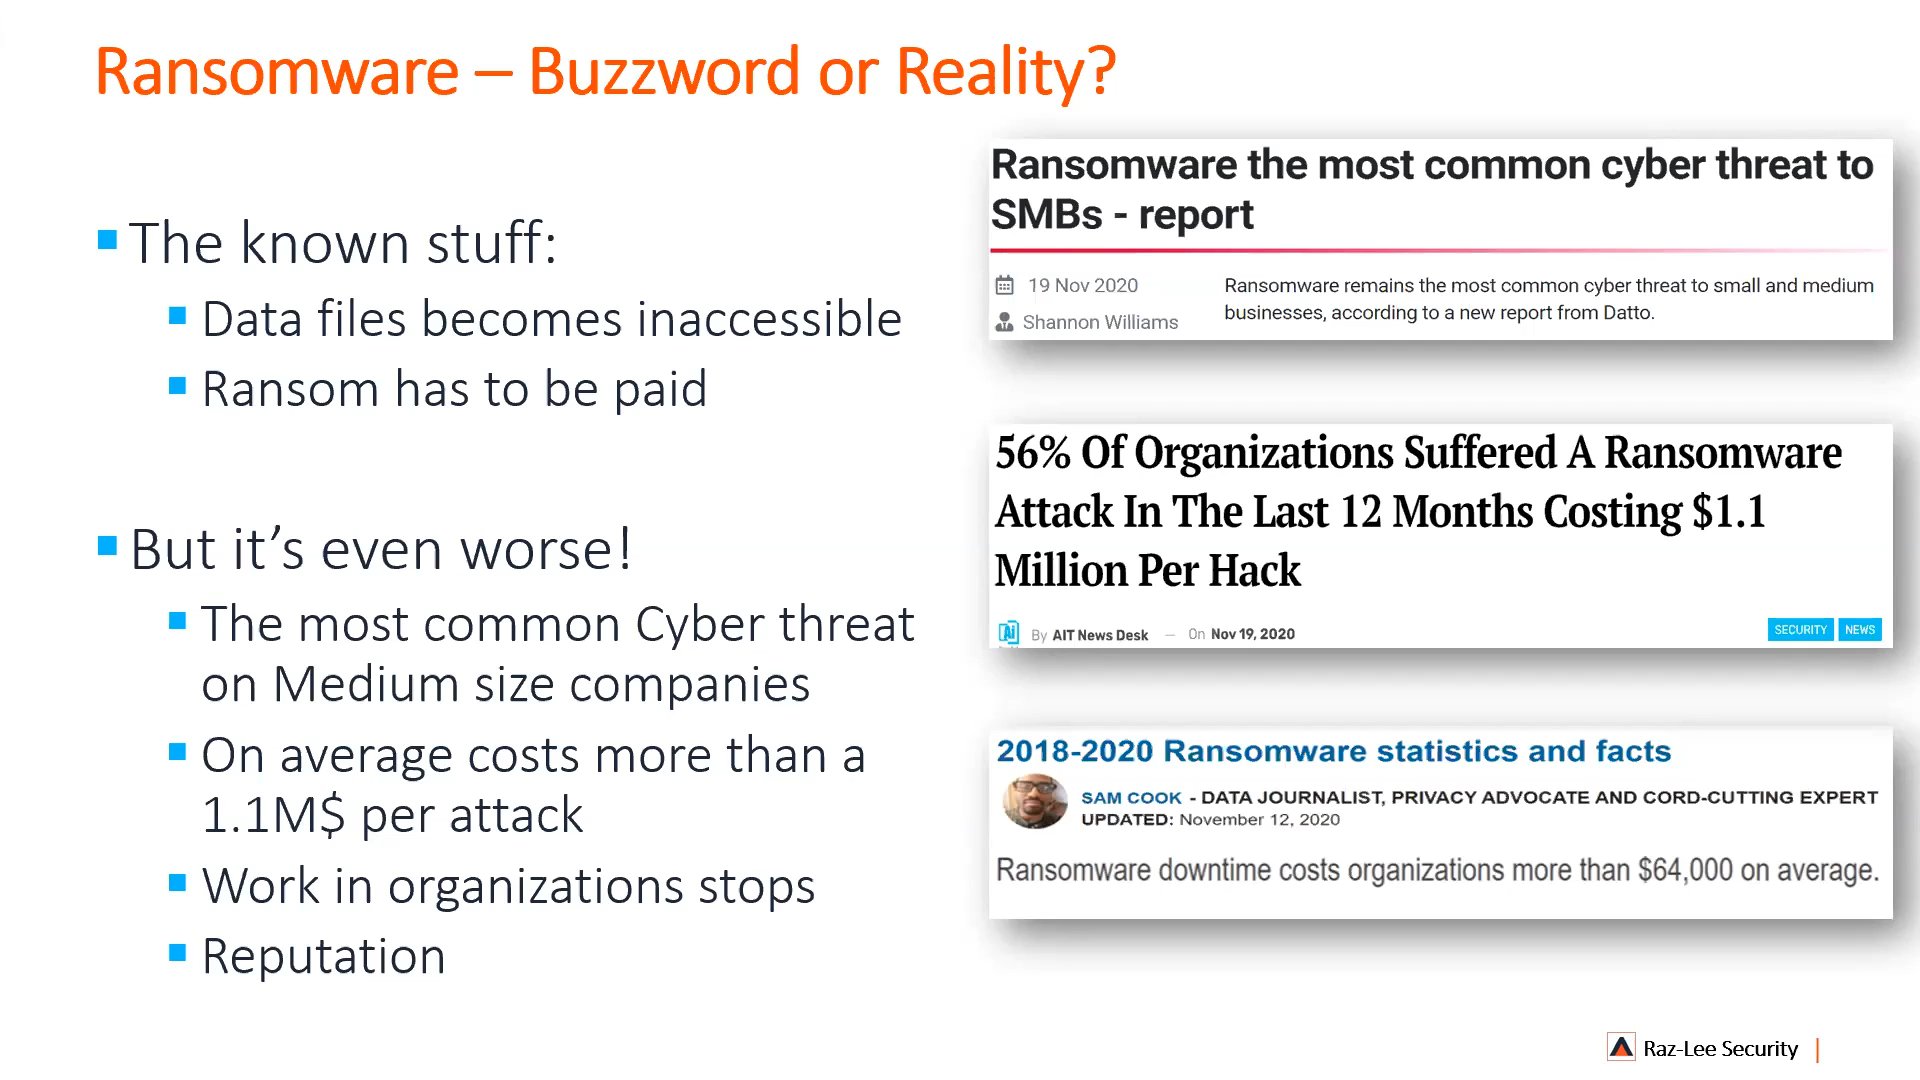 Ransomware – Buzzword or Reality?
The known stuff:
Data files becomes inaccessible
Ransom has to be paid
But it’s even worse!
The most common Cyber threat
on Medium size companies
On average costs more than a
1.1M$ per attack
Work in organizations stops
Reputation
Ransomware the most common cyber threat to
SMBs - report
19 Nov 2020
Shannon Williams
Ransomware remains the most common cyber threat to small and medium
businesses, according to a new report from Datto.
56% Of Organizations Suffered A Ransomware
Attack In The Last 12 Months Costing $1.1
Million Per Hack
Ai By AIT News Desk – On Nov 19, 2020
SECURITY NEWS
2018-2020 Ransomware statistics and facts
SAM COOK - DATA JOURNALIST, PRIVACY ADVOCATE AND CORD-CUTTING EXPERT
UPDATED: November 12, 2020
Ransomware downtime costs organizations more than $64,000 on average.
Raz-Lee Security